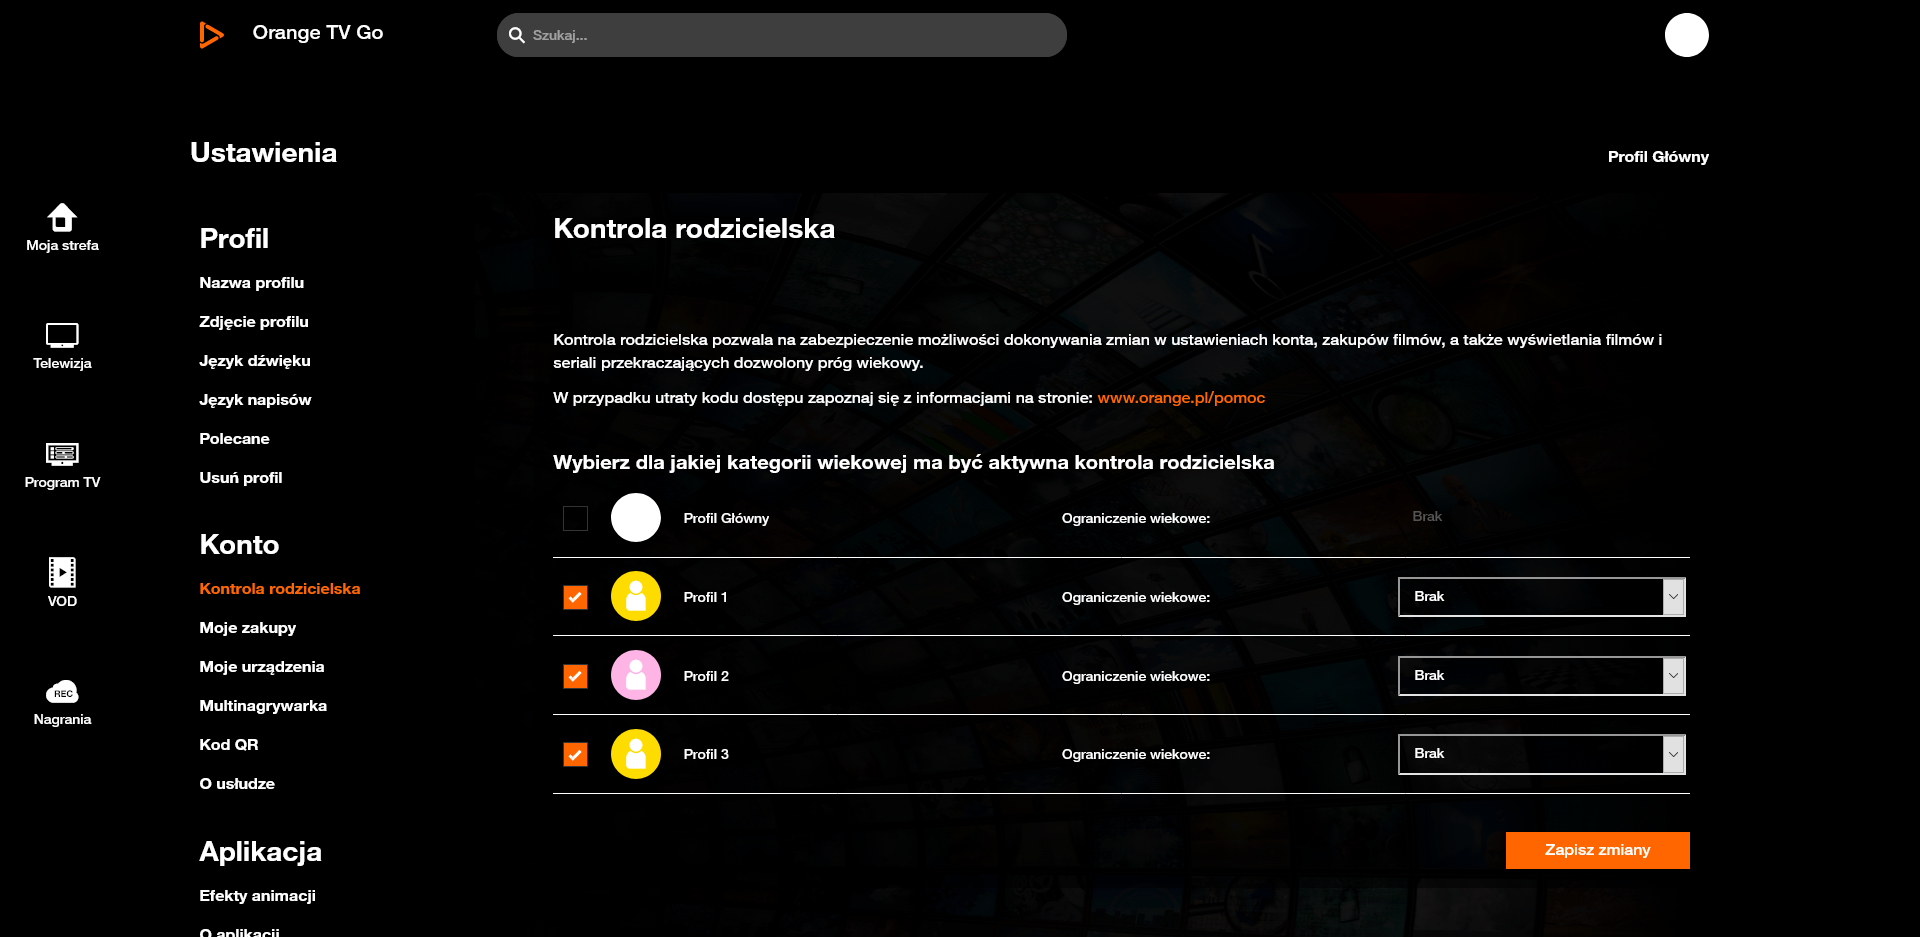 Orange TV Go
Szukaj...
Ustawienia
Profil Główny
Moja strefa
Telewizja
Program TV
VOD
REC
Nagrania
Profil
Nazwa profilu
Zdjęcie profilu
Język dźwięku
Język napisów
Polecane
Usuń profil
Konto
Kontrola rodzicielska
Moje zakupy
Moje urządzenia
Multinagrywarka
Kod QR
O usłudze
Aplikacja
Efekty animacji
O aplikacji
Kontrola rodzicielska
Kontrola rodzicielska pozwala na zabezpieczenie możliwości dokonywania zmian w ustawieniach konta, zakupów filmów, a także wyświetlania filmów i
seriali przekraczających dozwolony próg wiekowy.
W przypadku utraty kodu dostępu zapoznaj się z informacjami na stronie: www.orange.pl/pomoc
Wybierz dla jakiej kategorii wiekowej ma być aktywna kontrola rodzicielska
Profil Główny Ograniczenie wiekowe: Brak
Profil 1 Ograniczenie wiekowe: Brak
Profil 2 Ograniczenie wiekowe: Brak
Profil 3 Ograniczenie wiekowe: Brak
Zapisz zmiany